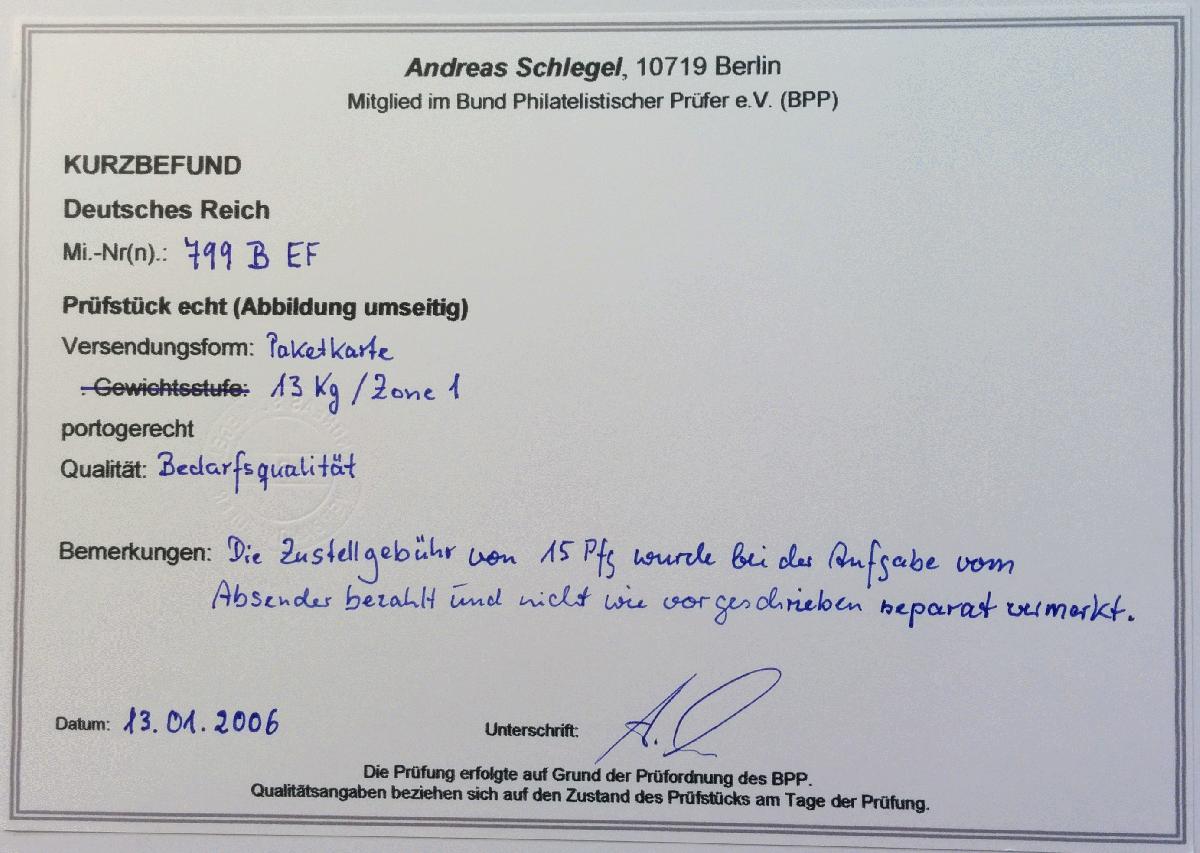 Andreas Schlegel, 10719 Berlin
Mitglied im Bund Philatelistischer Prüfer e.V. (BPP)
KURZBEFUND
Deutsches Reich
Mi.-Nr(n).: 799 B EF
Prüfstück echt (Abbildung umseitig)
Versendungsform: Paketkarte
. Gewichtsstufe: 13 Kg / Zone 1
portogerecht
Qualität: Bedarfsqualität
Bemerkungen: Die Zustellgebühr von 15 Pfg wurde bei der Aufgabe vom
Absender bezahlt und nicht wie vorgeschrieben separat vermerkt.
Datum: 13.01.2006 Unterschrift:
Die Prüfung erfolgte auf Grund der Prüfordnung des BPP.
Qualitätsangaben beziehen sich auf den Zustand des Prüfstücks am Tage der Prüfung.